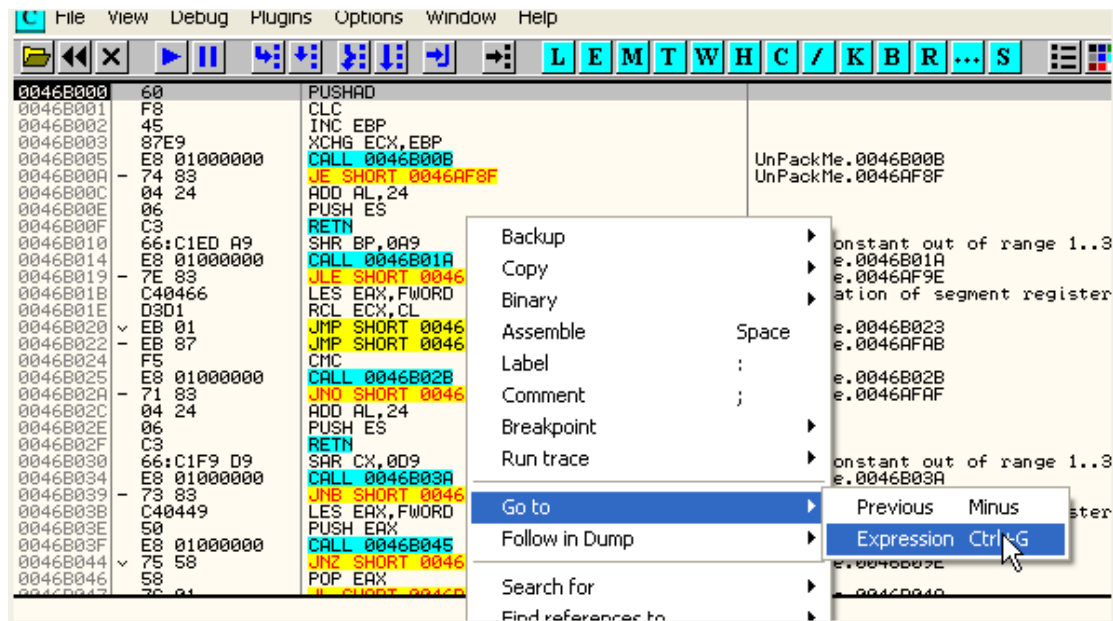 C File View Debug Plugins Options Window Help
L E M T W H C / K B R ... S
0046B000 60 PUSHAD
0046B001 F8 CLC
0046B002 45 INC EBP
0046B003 87E9 XCHG ECX,EBP
0046B005 E8 01000000 CALL 0046B00B UnPackMe.0046B00B
0046B00A - 74 83 JE SHORT 0046AF8F UnPackMe.0046AF8F
0046B00C 04 24 ADD AL,24
0046B00E 06 PUSH ES
0046B00F C3 RETN
0046B010 66:C1ED A9 SHR BP,0A9 onstant out of range 1..3
0046B014 E8 01000000 CALL 0046B01A e.0046B01A
0046B019 - 7E 83 JLE SHORT 0046 e.0046AF9E
0046B01B C40466 LES EAX,FWORD ation of segment register
0046B01E D3D1 RCL ECX,CL
0046B020 v EB 01 JMP SHORT 0046 e.0046B023
0046B022 - EB 87 JMP SHORT 0046 e.0046AFAB
0046B024 F5 CMC
0046B025 E8 01000000 CALL 0046B02B e.0046B02B
0046B02A - 71 83 JNO SHORT 0046 e.0046AFAF
0046B02C 04 24 ADD AL,24
0046B02E 06 PUSH ES
0046B02F C3 RETN
0046B030 66:C1F9 D9 SAR CX,0D9 onstant out of range 1..3
0046B034 E8 01000000 CALL 0046B03A e.0046B03A
0046B039 - 73 83 JNB SHORT 0046
0046B03B C40449 LES EAX,FWORD ster
0046B03E 50 PUSH EAX
0046B03F E8 01000000 CALL 0046B045
0046B044 v 75 58 JNZ SHORT 0046 e.0046B09E
0046B046 58 POP EAX
Backup
Copy
Binary
Assemble Space
Label :
Comment ;
Breakpoint
Run trace
Go to
Follow in Dump
Search for
Find references to
Previous Minus
Expression Ctrl+G